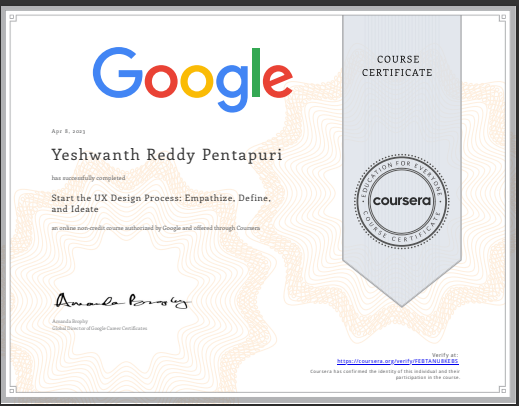 Google
COURSE
CERTIFICATE
Apr 8, 2023
Yeshwanth Reddy Pentapuri
has successfully completed
Start the UX Design Process: Empathize, Define,
and Ideate
an online non-credit course authorized by Google and offered through Coursera
EDUCATION FOR EVERYONE
coursera
COURSE CERTIFICATE
Amanda Brophy
Amanda Brophy
Global Director of Google Career Certificates
Verify at:
https://coursera.org/verify/FEBTANUBKEBS
Coursera has confirmed the identity of this individual and their
participation in the course.